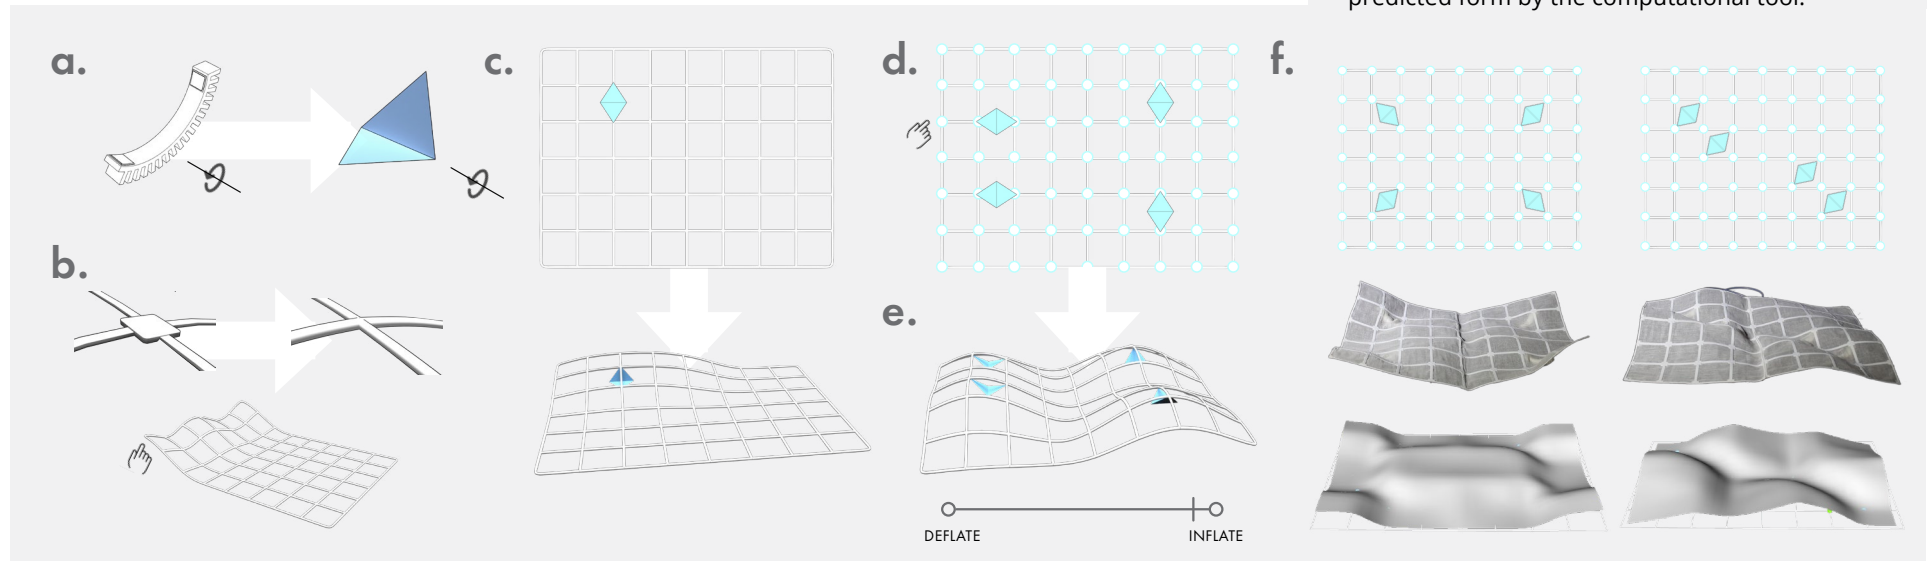 predicted form by the computational tool.
a.
c.
d.
f.
b.
e.
DEFLATE
INFLATE